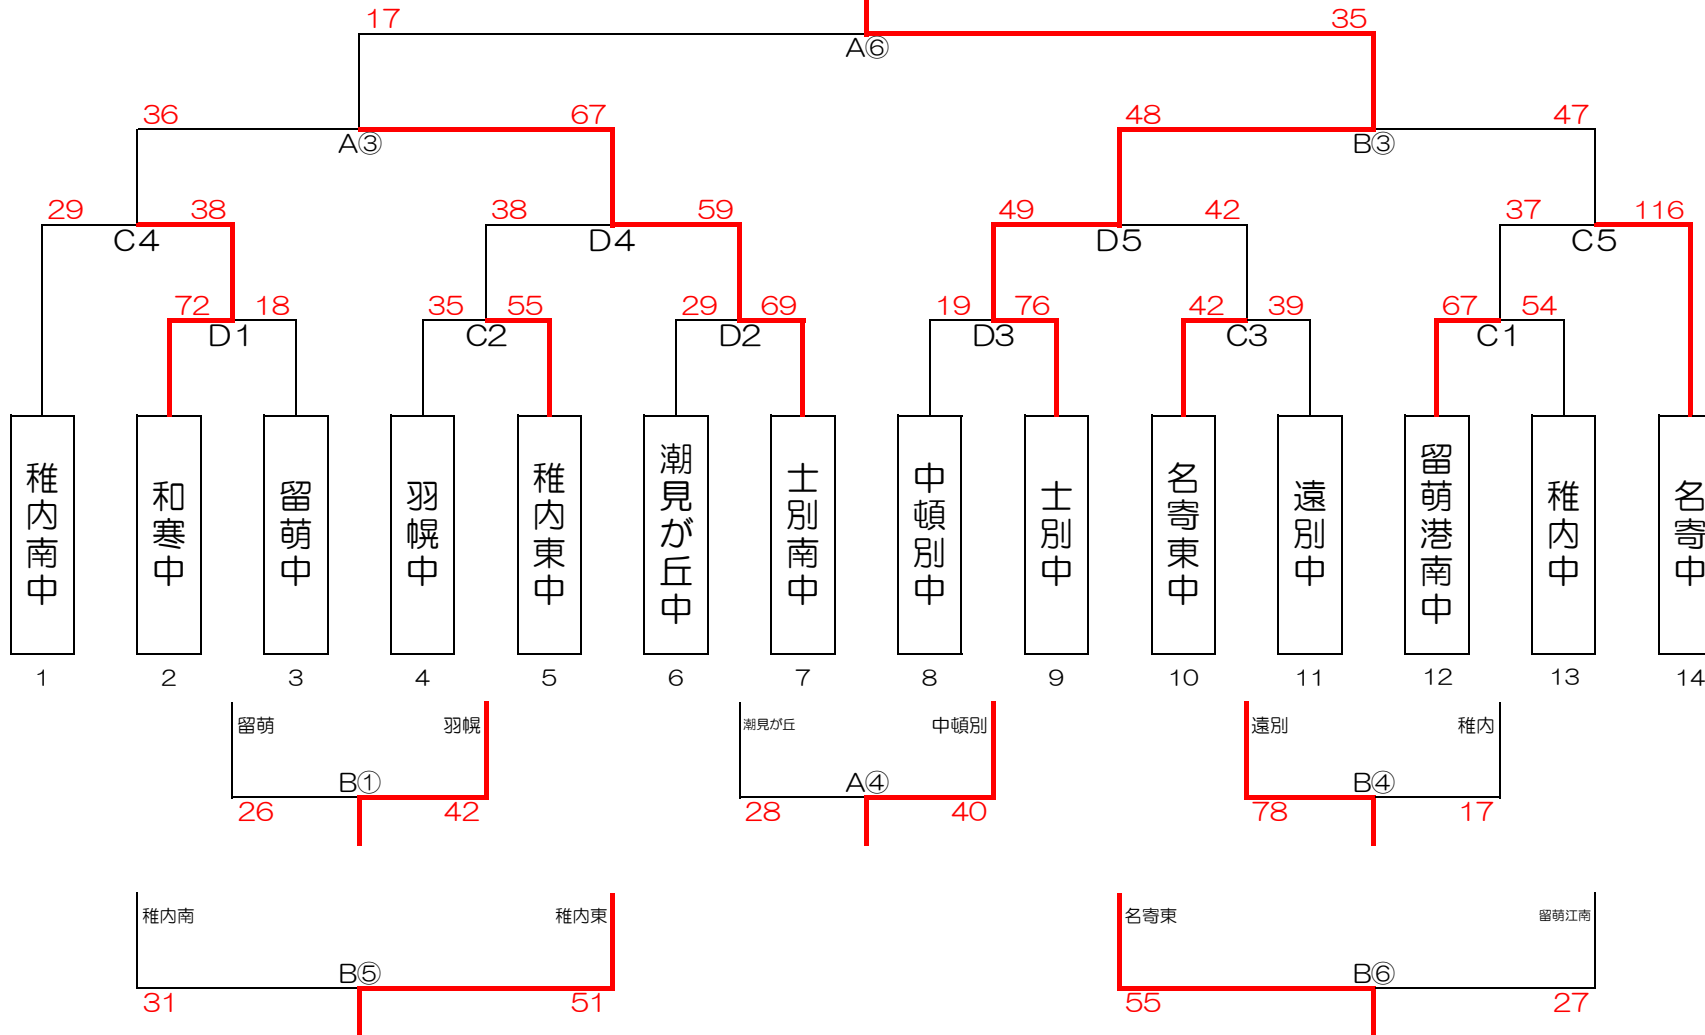 17 35
A⑥
36 67 48 47
A③ B③
29 38 38 59 49 42 37 116
C4 D4 D5 C5
72 18 35 55 29 69 19 76 42 39 67 54
D1 C2 D2 D3 C3 C1
稚内南中
和寒中
留萌中
羽幌中
稚内東中
潮見が丘中
士別南中
中頓別中
士別中
名寄東中
遠別中
留萌港南中
稚内中
名寄中
1 2 3 4 5 6 7 8 9 10 11 12 13 14
留萌 羽幌 潮見が丘 中頓別 遠別 稚内
B① A④ B④
26 42 28 40 78 17
稚内南 稚内東 名寄東 留萌江南
B⑤ B⑥
31 51 55 27